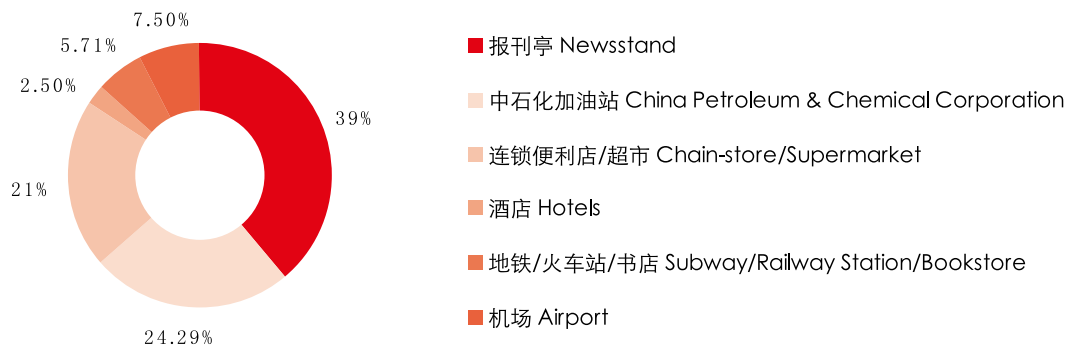 7.50%
5.71%
2.50%
39%
21%
24.29%
报刊亭 Newsstand
中石化加油站 China Petroleum & Chemical Corporation
连锁便利店/超市 Chain-store/Supermarket
酒店 Hotels
地铁/火车站/书店 Subway/Railway Station/Bookstore
机场 Airport